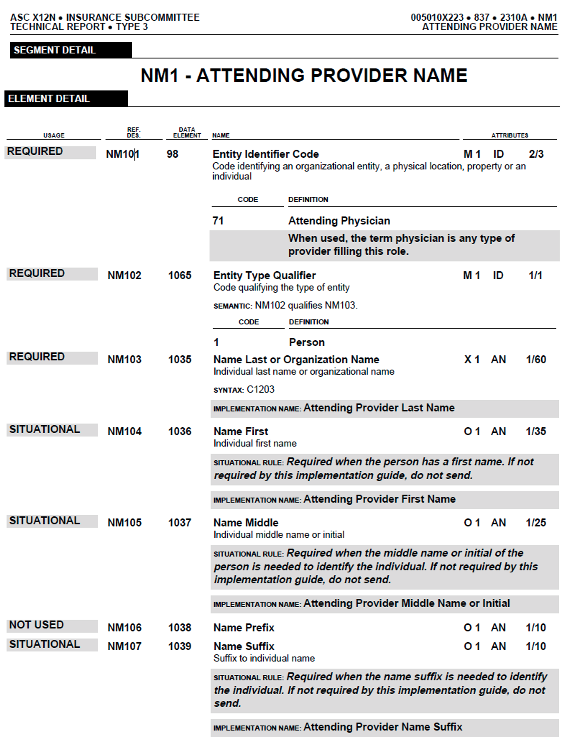 ASC X12N • INSURANCE SUBCOMMITTEE 005010X223 • 837 • 2310A • NM1
TECHNICAL REPORT • TYPE 3 ATTENDING PROVIDER NAME
SEGMENT DETAIL
NM1 - ATTENDING PROVIDER NAME
ELEMENT DETAIL
USAGE REF. DES. DATA ELEMENT NAME ATTRIBUTES
REQUIRED NM101 98 Entity Identifier Code M 1 ID 2/3
Code identifying an organizational entity, a physical location, property or an
individual
CODE DEFINITION
71 Attending Physician
When used, the term physician is any type of
provider filling this role.
REQUIRED NM102 1065 Entity Type Qualifier M 1 ID 1/1
Code qualifying the type of entity
SEMANTIC: NM102 qualifies NM103.
CODE DEFINITION
1 Person
REQUIRED NM103 1035 Name Last or Organization Name X 1 AN 1/60
Individual last name or organizational name
SYNTAX: C1203
IMPLEMENTATION NAME: Attending Provider Last Name
SITUATIONAL NM104 1036 Name First O 1 AN 1/35
Individual first name
SITUATIONAL RULE: Required when the person has a first name. If not
required by this implementation guide, do not send.
IMPLEMENTATION NAME: Attending Provider First Name
SITUATIONAL NM105 1037 Name Middle O 1 AN 1/25
Individual middle name or initial
SITUATIONAL RULE: Required when the middle name or initial of the
person is needed to identify the individual. If not required by this
implementation guide, do not send.
IMPLEMENTATION NAME: Attending Provider Middle Name or Initial
NOT USED NM106 1038 Name Prefix O 1 AN 1/10
SITUATIONAL NM107 1039 Name Suffix O 1 AN 1/10
Suffix to individual name
SITUATIONAL RULE: Required when the name suffix is needed to identify
the individual. If not required by this implementation guide, do not
send.
IMPLEMENTATION NAME: Attending Provider Name Suffix